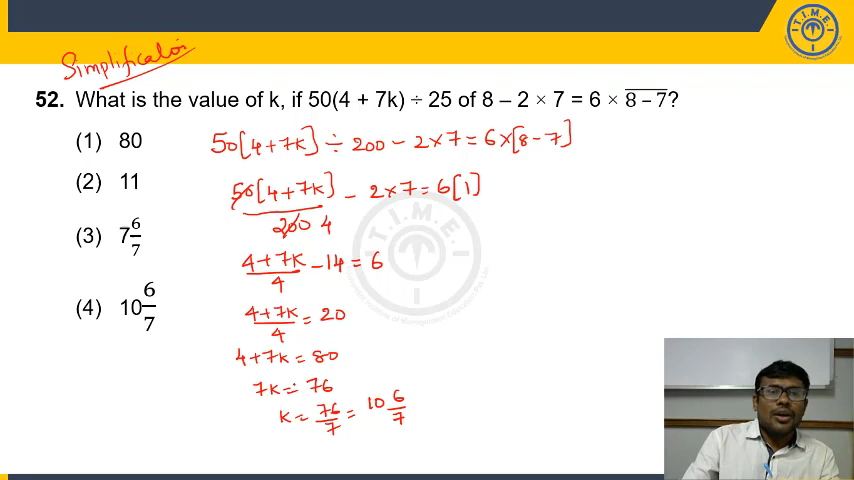 T.I.M.E.
Simplification
52. What is the value of k, if 50(4 + 7k) ÷ 25 of 8 – 2 × 7 = 6 × 8 – 7?
(1) 80
50[4+7k] ÷ 200 – 2×7 = 6×[8–7]
(2) 11
50[4+7k]/200 4 – 2×7 = 6[1]
(3) 7 6/7
4+7k/4 – 14 = 6
(4) 10 6/7
4+7k/4 = 20
4+7k = 80
7k = 76
k = 76/7 = 10 6/7
T.I.M.E.